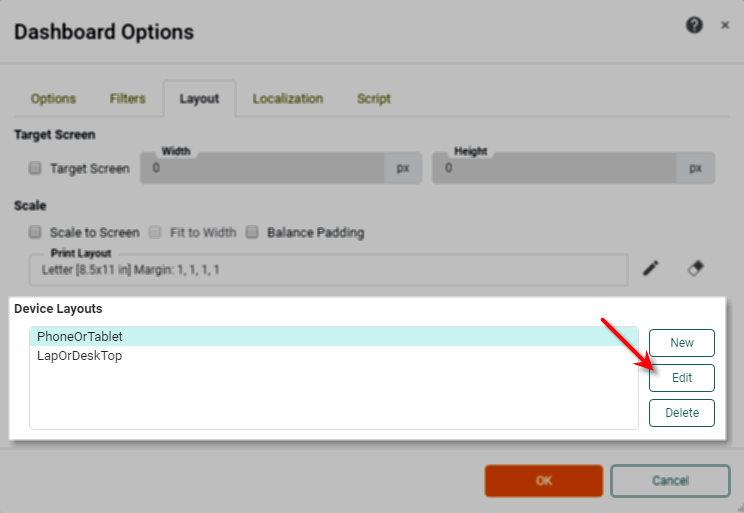 Dashboard Options
Options Filters Layout Localization Script
Target Screen
Target Screen Width 0 px Height 0 px
Scale
Scale to Screen Fit to Width Balance Padding
Print Layout
Letter [8.5x11 in] Margin: 1, 1, 1, 1
Device Layouts
PhoneOrTablet
LapOrDeskTop
New
Edit
Delete
OK Cancel